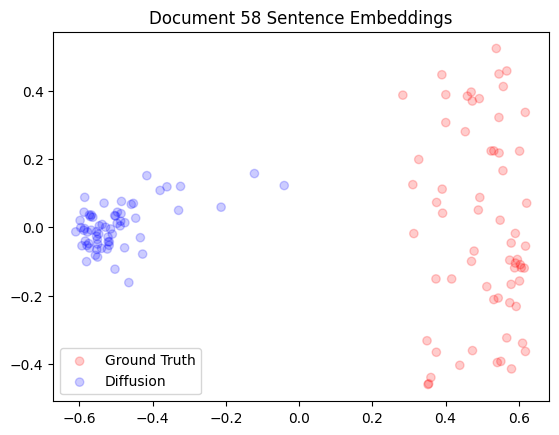 Document 58 Sentence Embeddings
0.4
0.2
0.0
−0.2
−0.4
Ground Truth
Diffusion
−0.6 −0.4 −0.2 0.0 0.2 0.4 0.6